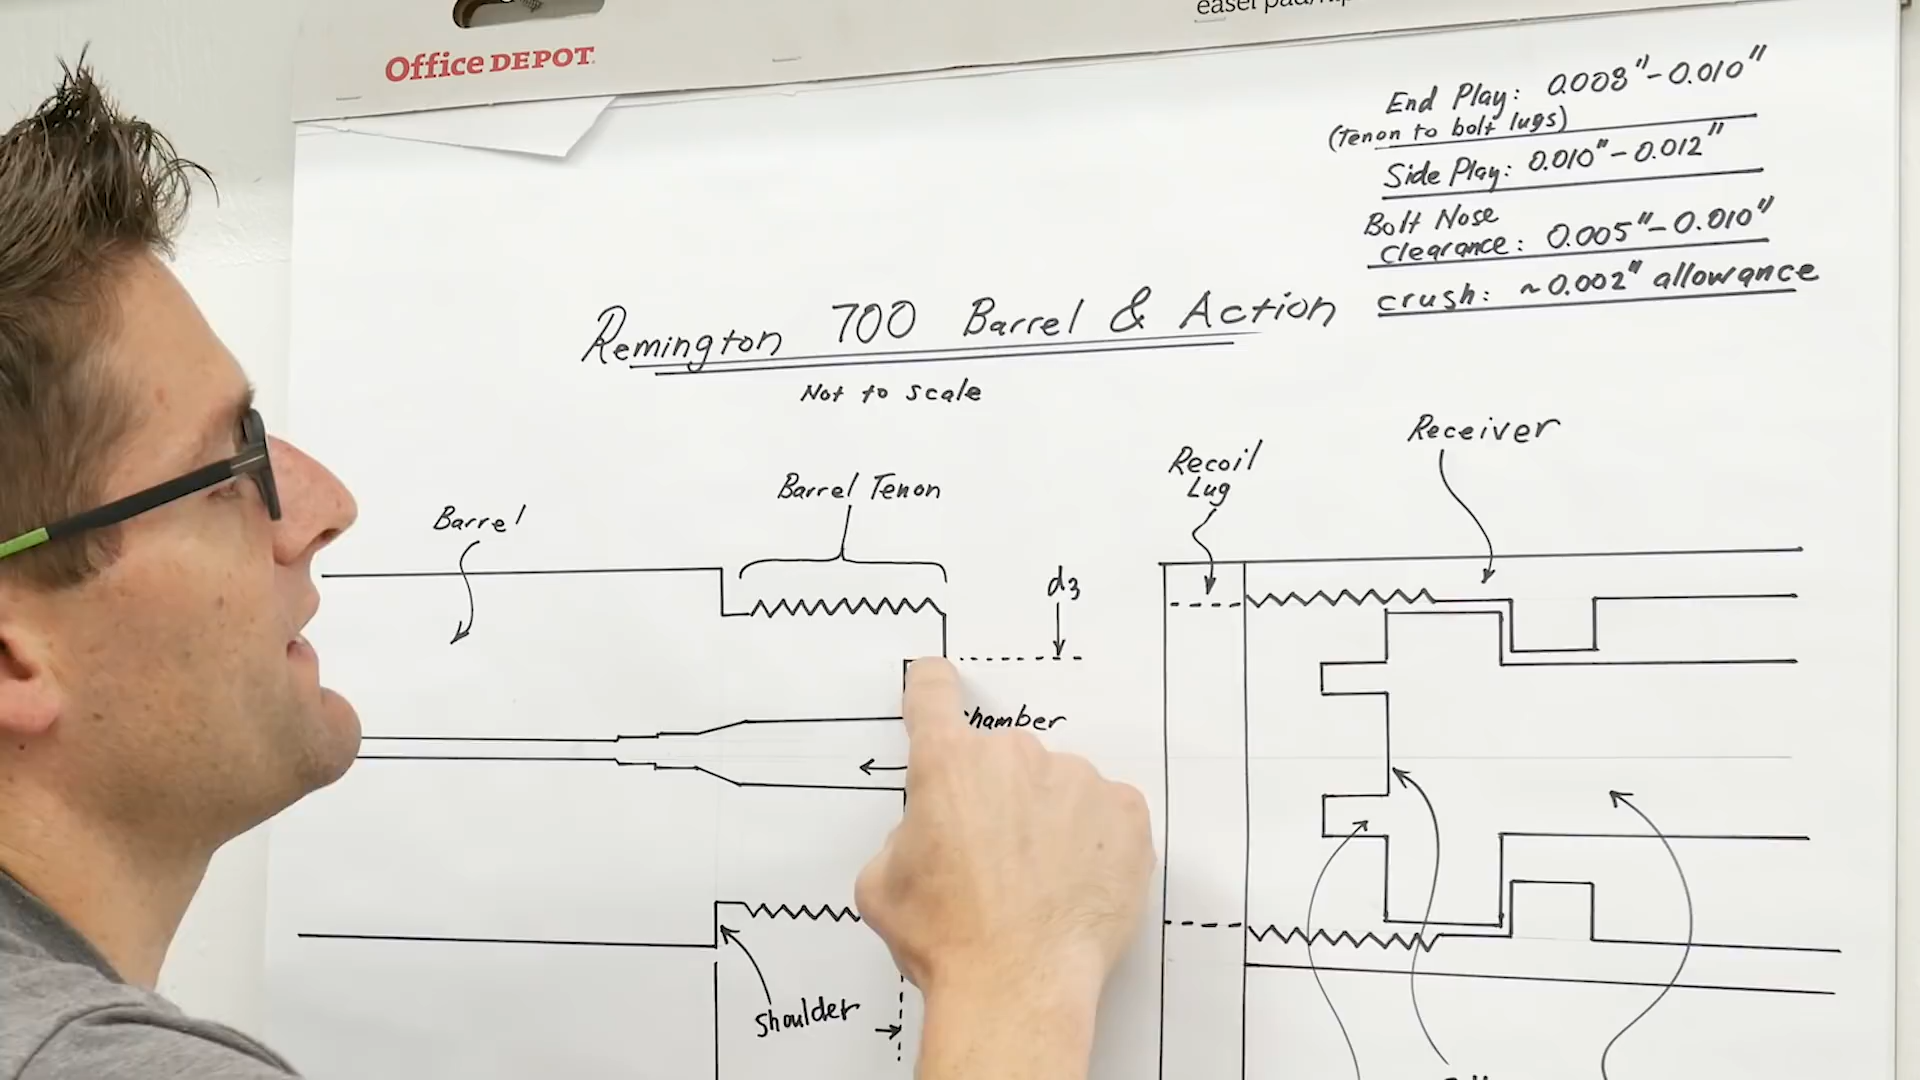 Office DEPOT
End Play: 0.008"-0.010"
(Tenon to bolt lugs)
Side Play: 0.010"-0.012"
Bolt Nose
Clearance: 0.005"-0.010"
crush: ~0.002" allowance
Remington 700 Barrel & Action
Not to scale
Receiver
Recoil
Lug
Barrel Tenon
Barrel
d3
hamber
Shoulder